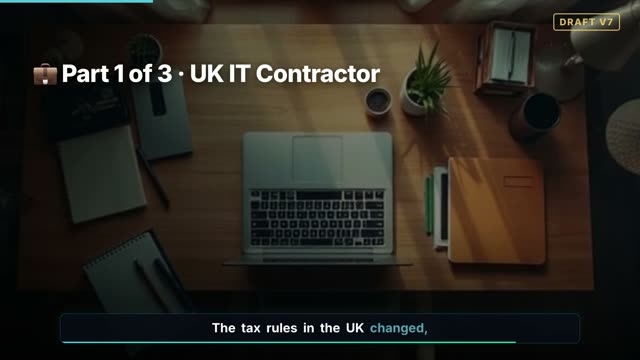 DRAFT V7
💼 Part 1 of 3 · UK IT Contractor
The tax rules in the UK changed,